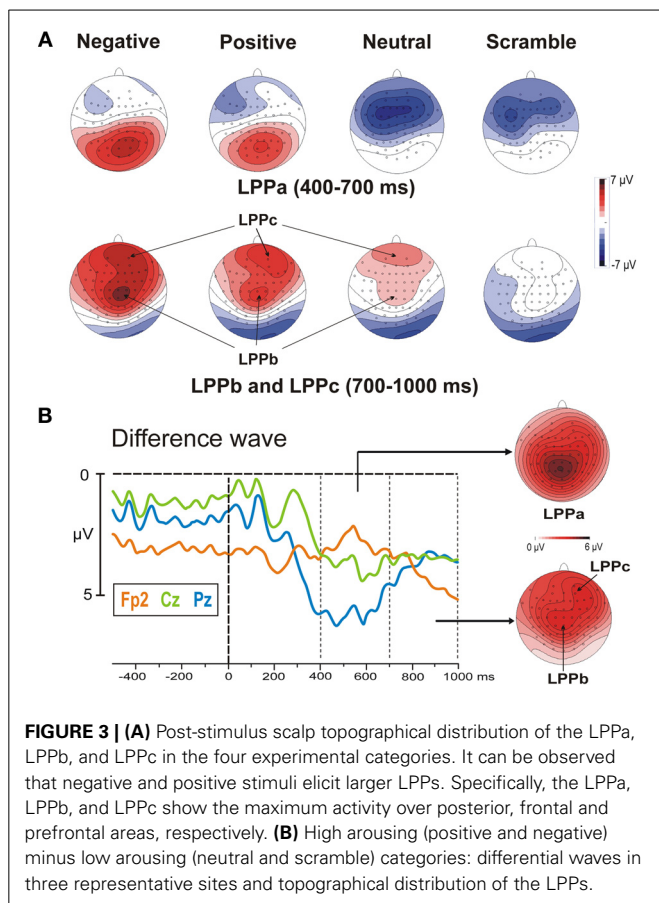 A
Negative Positive Neutral Scramble
7 µV
-7 µV
LPPa (400-700 ms)
LPPc
LPPb
LPPb and LPPc (700-1000 ms)
B
Difference wave
0
µV
5
Fp2 Cz Pz
-400 -200 0 200 400 600 800 1000 ms
LPPa
0 µV 6 µV
LPPc
LPPb
FIGURE 3 | (A) Post-stimulus scalp topographical distribution of the LPPa,
LPPb, and LPPc in the four experimental categories. It can be observed
that negative and positive stimuli elicit larger LPPs. Specifically, the LPPa,
LPPb, and LPPc show the maximum activity over posterior, frontal and
prefrontal areas, respectively. (B) High arousing (positive and negative)
minus low arousing (neutral and scramble) categories: differential waves in
three representative sites and topographical distribution of the LPPs.